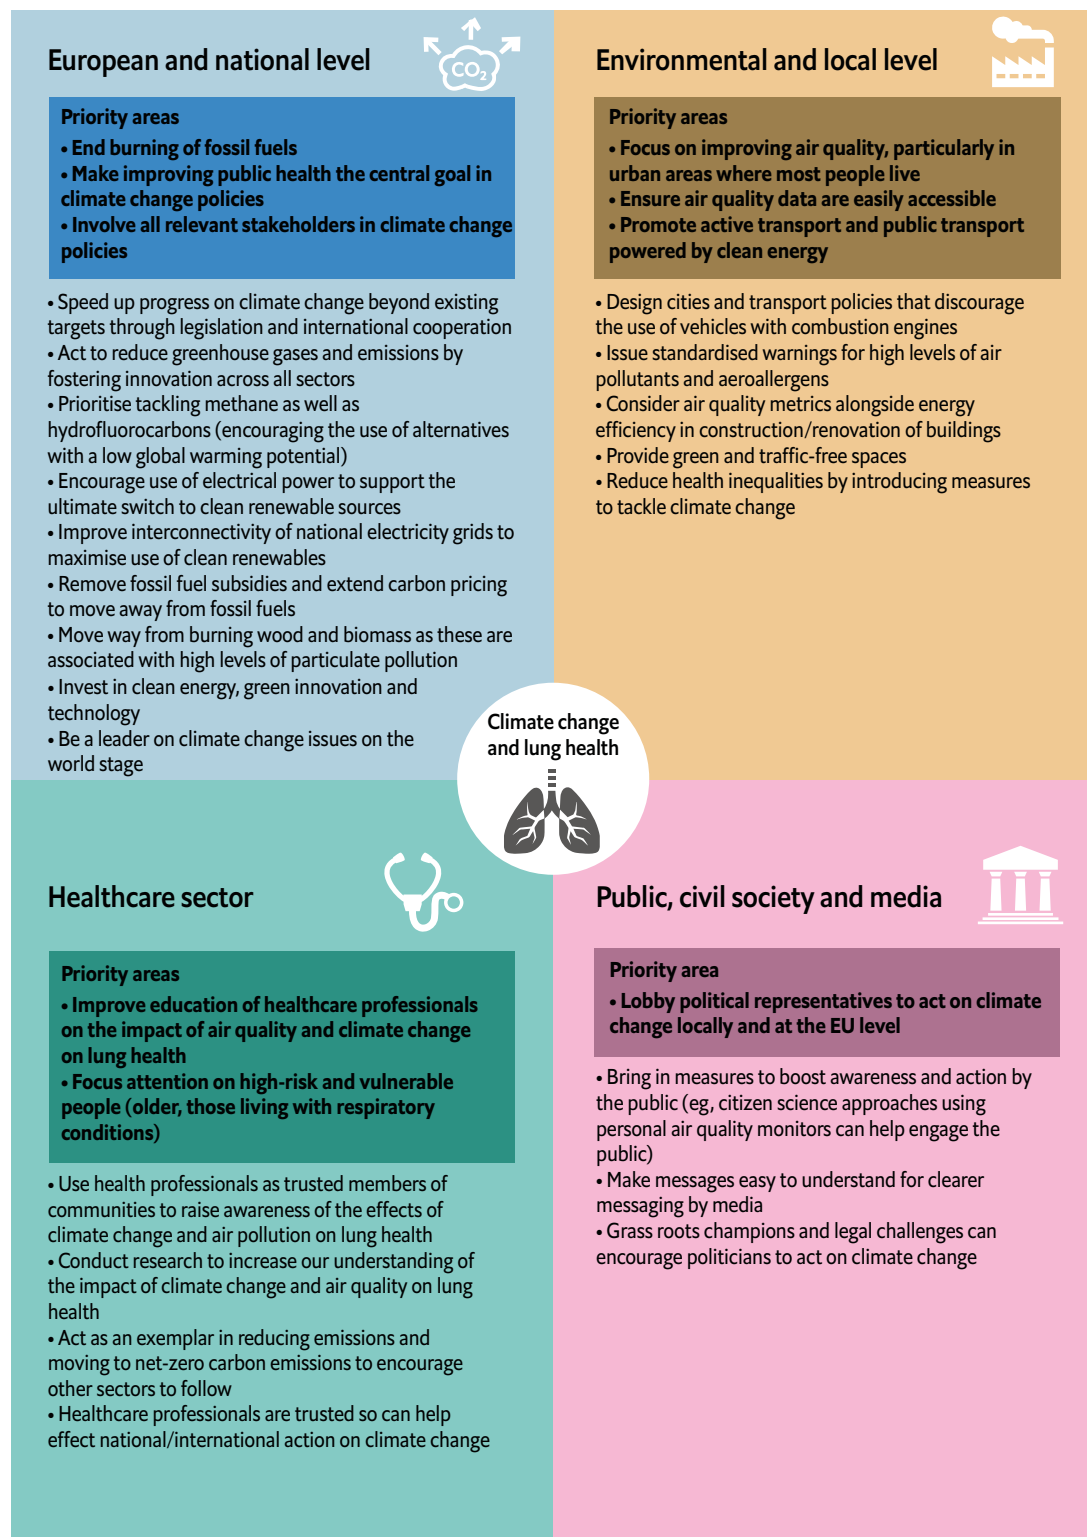 European and national level
CO2
Priority areas
• End burning of fossil fuels
• Make improving public health the central goal in
climate change policies
• Involve all relevant stakeholders in climate change
policies
• Speed up progress on climate change beyond existing
targets through legislation and international cooperation
• Act to reduce greenhouse gases and emissions by
fostering innovation across all sectors
• Prioritise tackling methane as well as
hydrofluorocarbons (encouraging the use of alternatives
with a low global warming potential)
• Encourage use of electrical power to support the
ultimate switch to clean renewable sources
• Improve interconnectivity of national electricity grids to
maximise use of clean renewables
• Remove fossil fuel subsidies and extend carbon pricing
to move away from fossil fuels
• Move way from burning wood and biomass as these are
associated with high levels of particulate pollution
• Invest in clean energy, green innovation and
technology
• Be a leader on climate change issues on the
world stage
Environmental and local level
Priority areas
• Focus on improving air quality, particularly in
urban areas where most people live
• Ensure air quality data are easily accessible
• Promote active transport and public transport
powered by clean energy
• Design cities and transport policies that discourage
the use of vehicles with combustion engines
• Issue standardised warnings for high levels of air
pollutants and aeroallergens
• Consider air quality metrics alongside energy
efficiency in construction/renovation of buildings
• Provide green and traffic-free spaces
• Reduce health inequalities by introducing measures
to tackle climate change
Climate change
and lung health
Healthcare sector
Priority areas
• Improve education of healthcare professionals
on the impact of air quality and climate change
on lung health
• Focus attention on high-risk and vulnerable
people (older, those living with respiratory
conditions)
• Use health professionals as trusted members of
communities to raise awareness of the effects of
climate change and air pollution on lung health
• Conduct research to increase our understanding of
the impact of climate change and air quality on lung
health
• Act as an exemplar in reducing emissions and
moving to net-zero carbon emissions to encourage
other sectors to follow
• Healthcare professionals are trusted so can help
effect national/international action on climate change
Public, civil society and media
Priority area
• Lobby political representatives to act on climate
change locally and at the EU level
• Bring in measures to boost awareness and action by
the public (eg, citizen science approaches using
personal air quality monitors can help engage the
public)
• Make messages easy to understand for clearer
messaging by media
• Grass roots champions and legal challenges can
encourage politicians to act on climate change